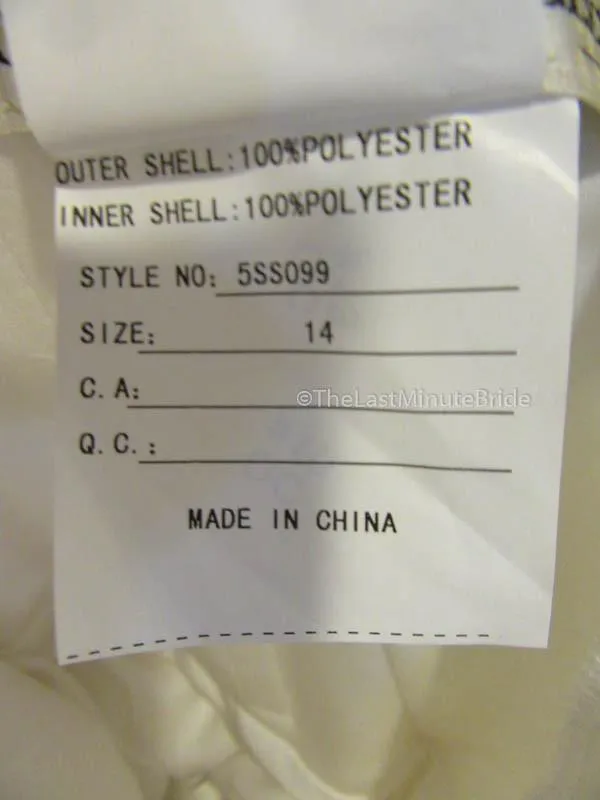 OUTER SHELL:100%POLYESTER
INNER SHELL:100%POLYESTER
STYLE NO: 5SS099
SIZE: 14
C.A:
©TheLastMinuteBride
Q.C.:
MADE IN CHINA